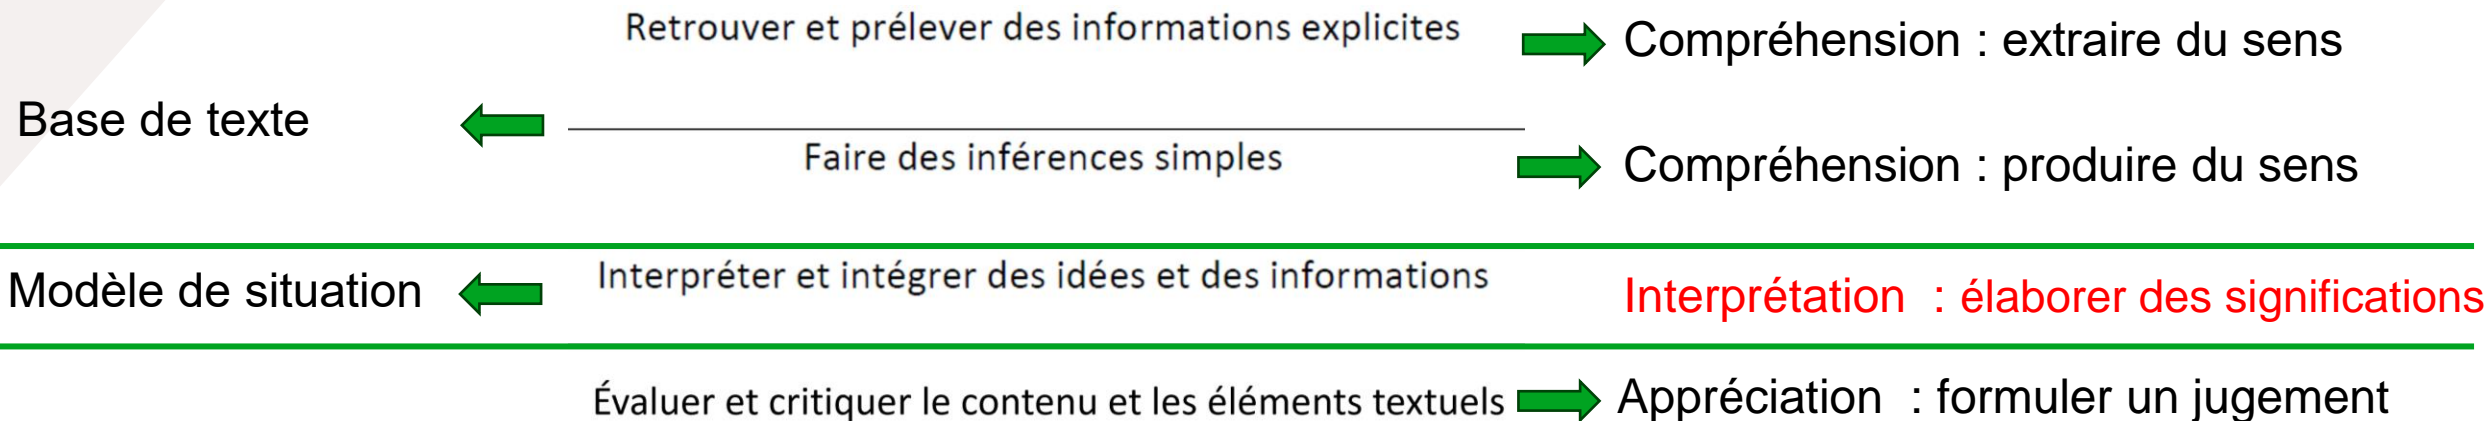 Retrouver et prélever des informations explicites
Compréhension : extraire du sens
Base de texte
Faire des inférences simples
Compréhension : produire du sens
Modèle de situation
Interpréter et intégrer des idées et des informations
Interprétation : élaborer des significations
Évaluer et critiquer le contenu et les éléments textuels
Appréciation : formuler un jugement